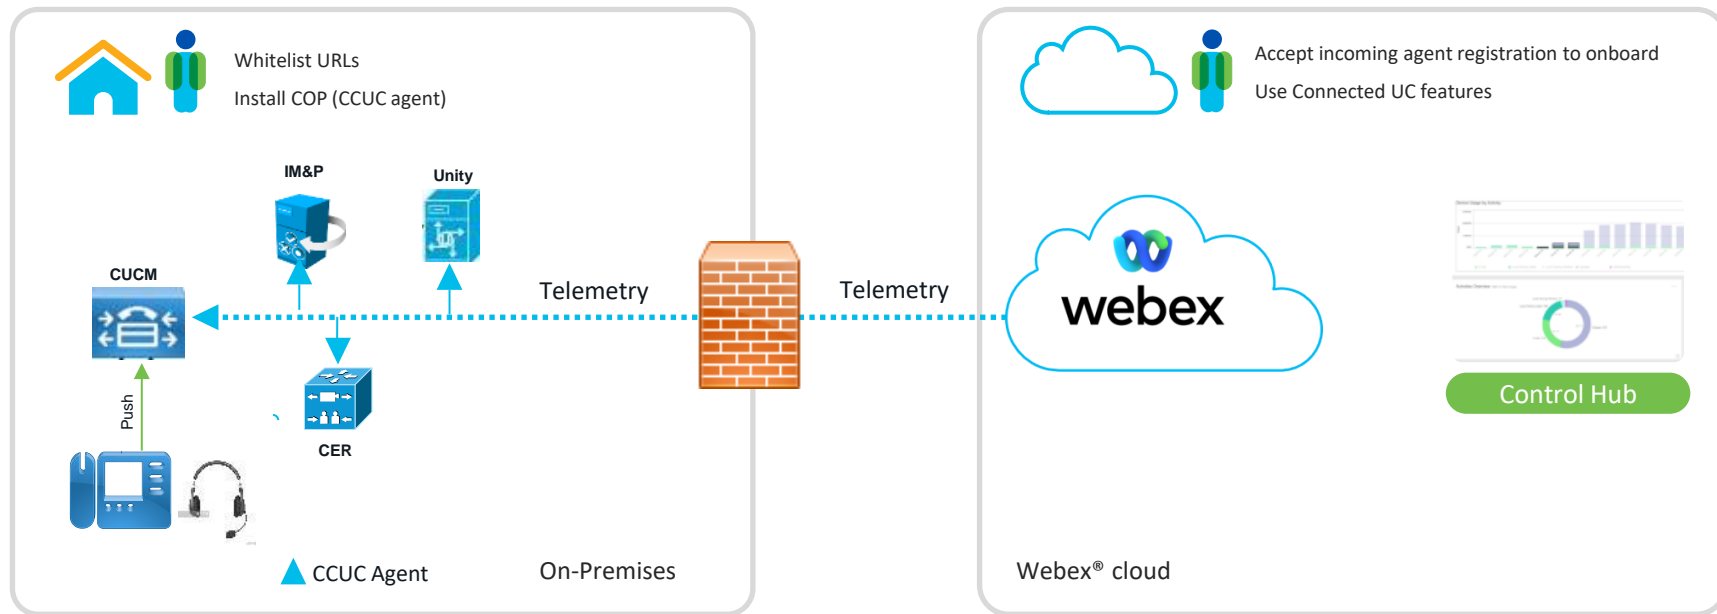 Whitelist URLs
Install COP (CCUC agent)
IM&P
Unity
CUCM
Telemetry
Push
CER
CCUC Agent
On-Premises
Accept incoming agent registration to onboard
Use Connected UC features
Telemetry
webex
Control Hub
Webex® cloud